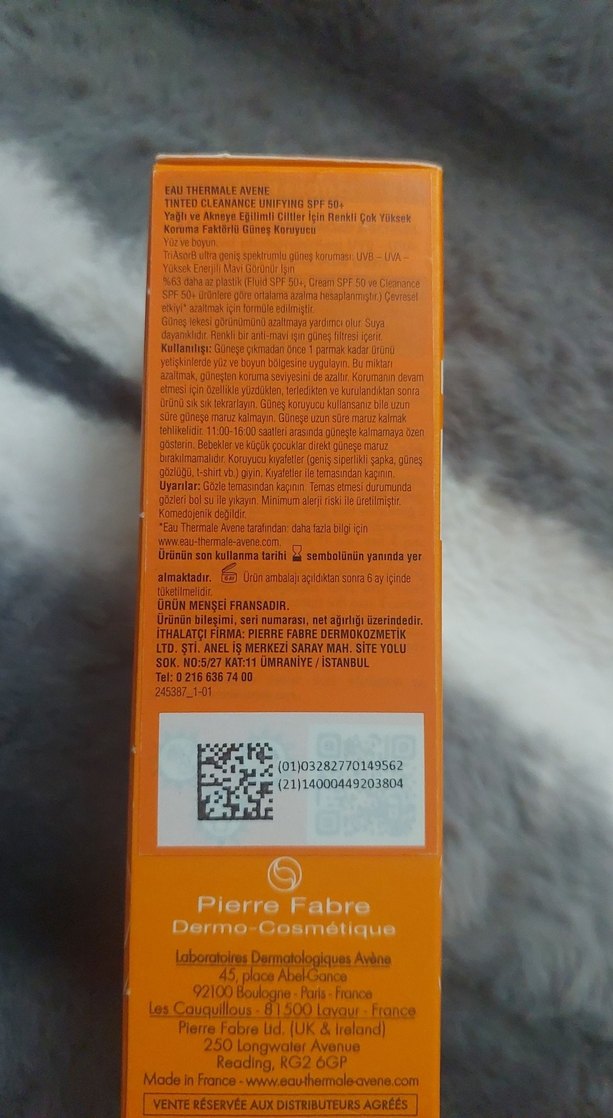 EAU THERMALE AVENE
TINTED CLEANANCE UNIFYING SPF 50+
Yağlı ve Akneye Eğilimli Ciltler İçin Renkli Çok Yüksek
Koruma Faktörlü Güneş Koruyucu
Yüz ve boyun.
TriAsorB ultra geniş spektrumlu güneş koruması: UVB – UVA –
Yüksek Enerjili Mavi Görünür Işın
%63 daha az plastik (Fluid SPF 50+, Cream SPF 50 ve Cleanance
SPF 50+ ürünlere göre ortalama azalma hesaplanmıştır.) Çevresel
etkiyi* azaltmak için formüle edilmiştir.
Güneş lekesi görünümünü azaltmaya yardımcı olur. Suya
dayanıklıdır. Renkli bir anti-mavi ışın güneş filtresi içerir.
Kullanılışı: Güneşe çıkmadan önce 1 parmak kadar ürünü
yetişkinlerde yüz ve boyun bölgesine uygulayın. Bu miktarı
azaltmak, güneşten koruma seviyesini de azaltır. Korumanın devam
etmesi için özellikle yüzdükten, terledikten ve kurulandıktan sonra
ürünü sık sık tekrarlayın. Güneş koruyucu kullansanız bile uzun
süre güneşe maruz kalmayın. Güneşe uzun süre maruz kalmak
tehlikelidir. 11:00-16:00 saatleri arasında güneşte kalmamaya özen
gösterin. Bebekler ve küçük çocuklar direkt güneşe maruz
bırakılmamalıdır. Koruyucu kıyafetler (geniş siperlikli şapka, güneş
gözlüğü, t-shirt vb.) giyin. Kıyafetler ile temasından kaçının.
Uyarılar: Gözle temasından kaçının. Temas etmesi durumunda
gözleri bol su ile yıkayın. Minimum alerji riski ile üretilmiştir.
Komedojenik değildir.
*Eau Thermale Avene tarafından: daha fazla bilgi için
www.eau-thermale-avene.com.
Ürünün son kullanma tarihi sembolünün yanında yer
almaktadır. 6 AY Ürün ambalajı açıldıktan sonra 6 ay içinde
tüketilmelidir.
ÜRÜN MENŞEİ FRANSADIR.
Ürünün bileşimi, seri numarası, net ağırlığı üzerindedir.
İTHALATÇI FİRMA: PIERRE FABRE DERMOKOZMETİK
LTD. ŞTİ. ANEL İŞ MERKEZİ SARAY MAH. SİTE YOLU
SOK. NO:5/27 KAT:11 ÜMRANİYE / İSTANBUL
Tel: 0 216 636 74 00
245387_1-01
(01)03282770149562
(21)14000449203804
Pierre Fabre
Dermo-Cosmétique
Laboratoires Dermatologiques Avène
45, place Abel-Gance
92100 Boulogne - Paris - France
Les Cauquillous - 81500 Lavaur - France
Pierre Fabre Ltd. (UK & Ireland)
250 Longwater Avenue
Reading, RG2 6GP
Made in France - www.eau-thermale-avene.com
VENTE RÉSERVÉE AUX DISTRIBUTEURS AGRÉÉS